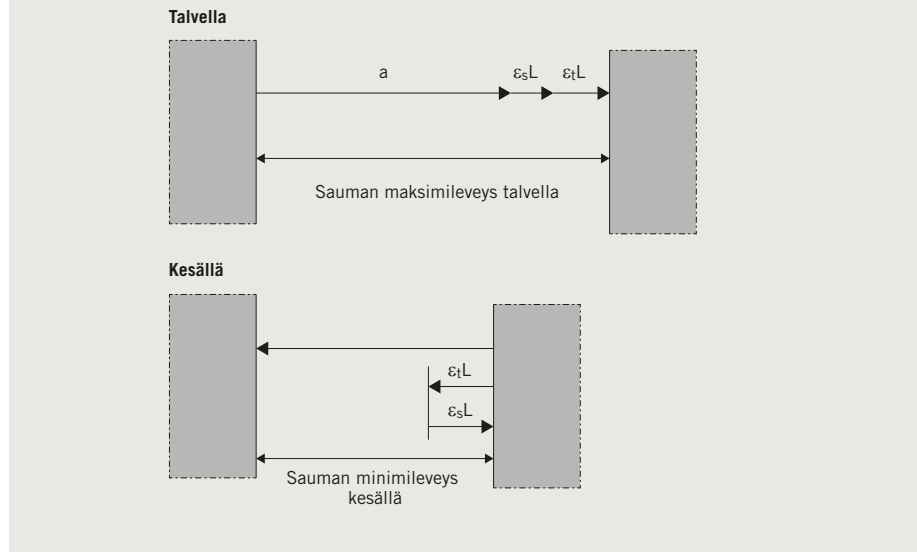 Talvella
a
εsL
εtL
Sauman maksimileveys talvella
Kesällä
εtL
εsL
Sauman minimileveys
kesällä